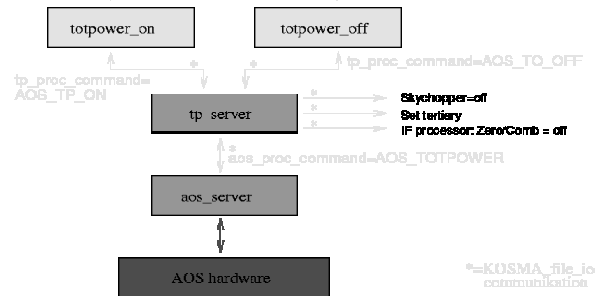 totpower_on
totpower_off
*
*
tp_proc_command=AOS_TO_OFF
tp_proc_command=
AOS_TP_ON
tp_server
*
Skychopper=off
*
Set tertiary
*
IF processor: Zero/Comb = off
*
aos_proc_command=AOS_TOTPOWER
aos_server
AOS hardware
*=KOSMA_file_io
communikation